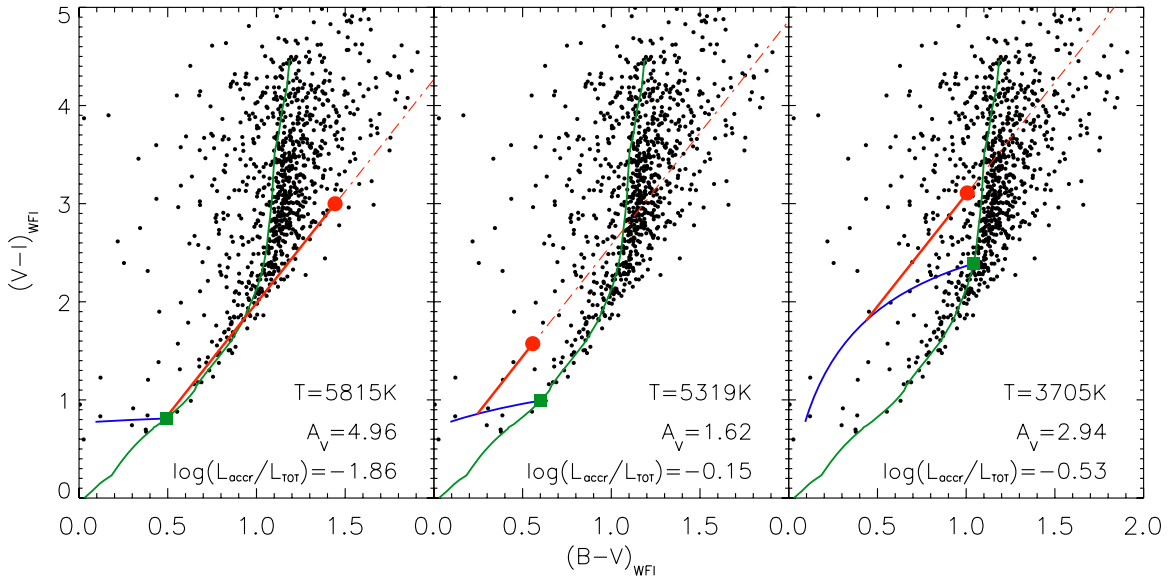 5
4
3
2
1
0
(V−I)WFI
T=5815K
AV=4.96
log(Laccr/LTOT)=−1.86
T=5319K
AV=1.62
log(Laccr/LTOT)=−0.15
T=3705K
AV=2.94
log(Laccr/LTOT)=−0.53
0.0 0.5 1.0 1.5 0.0 0.5 1.0 1.5 0.0 0.5 1.0 1.5 2.0
(B−V)WFI